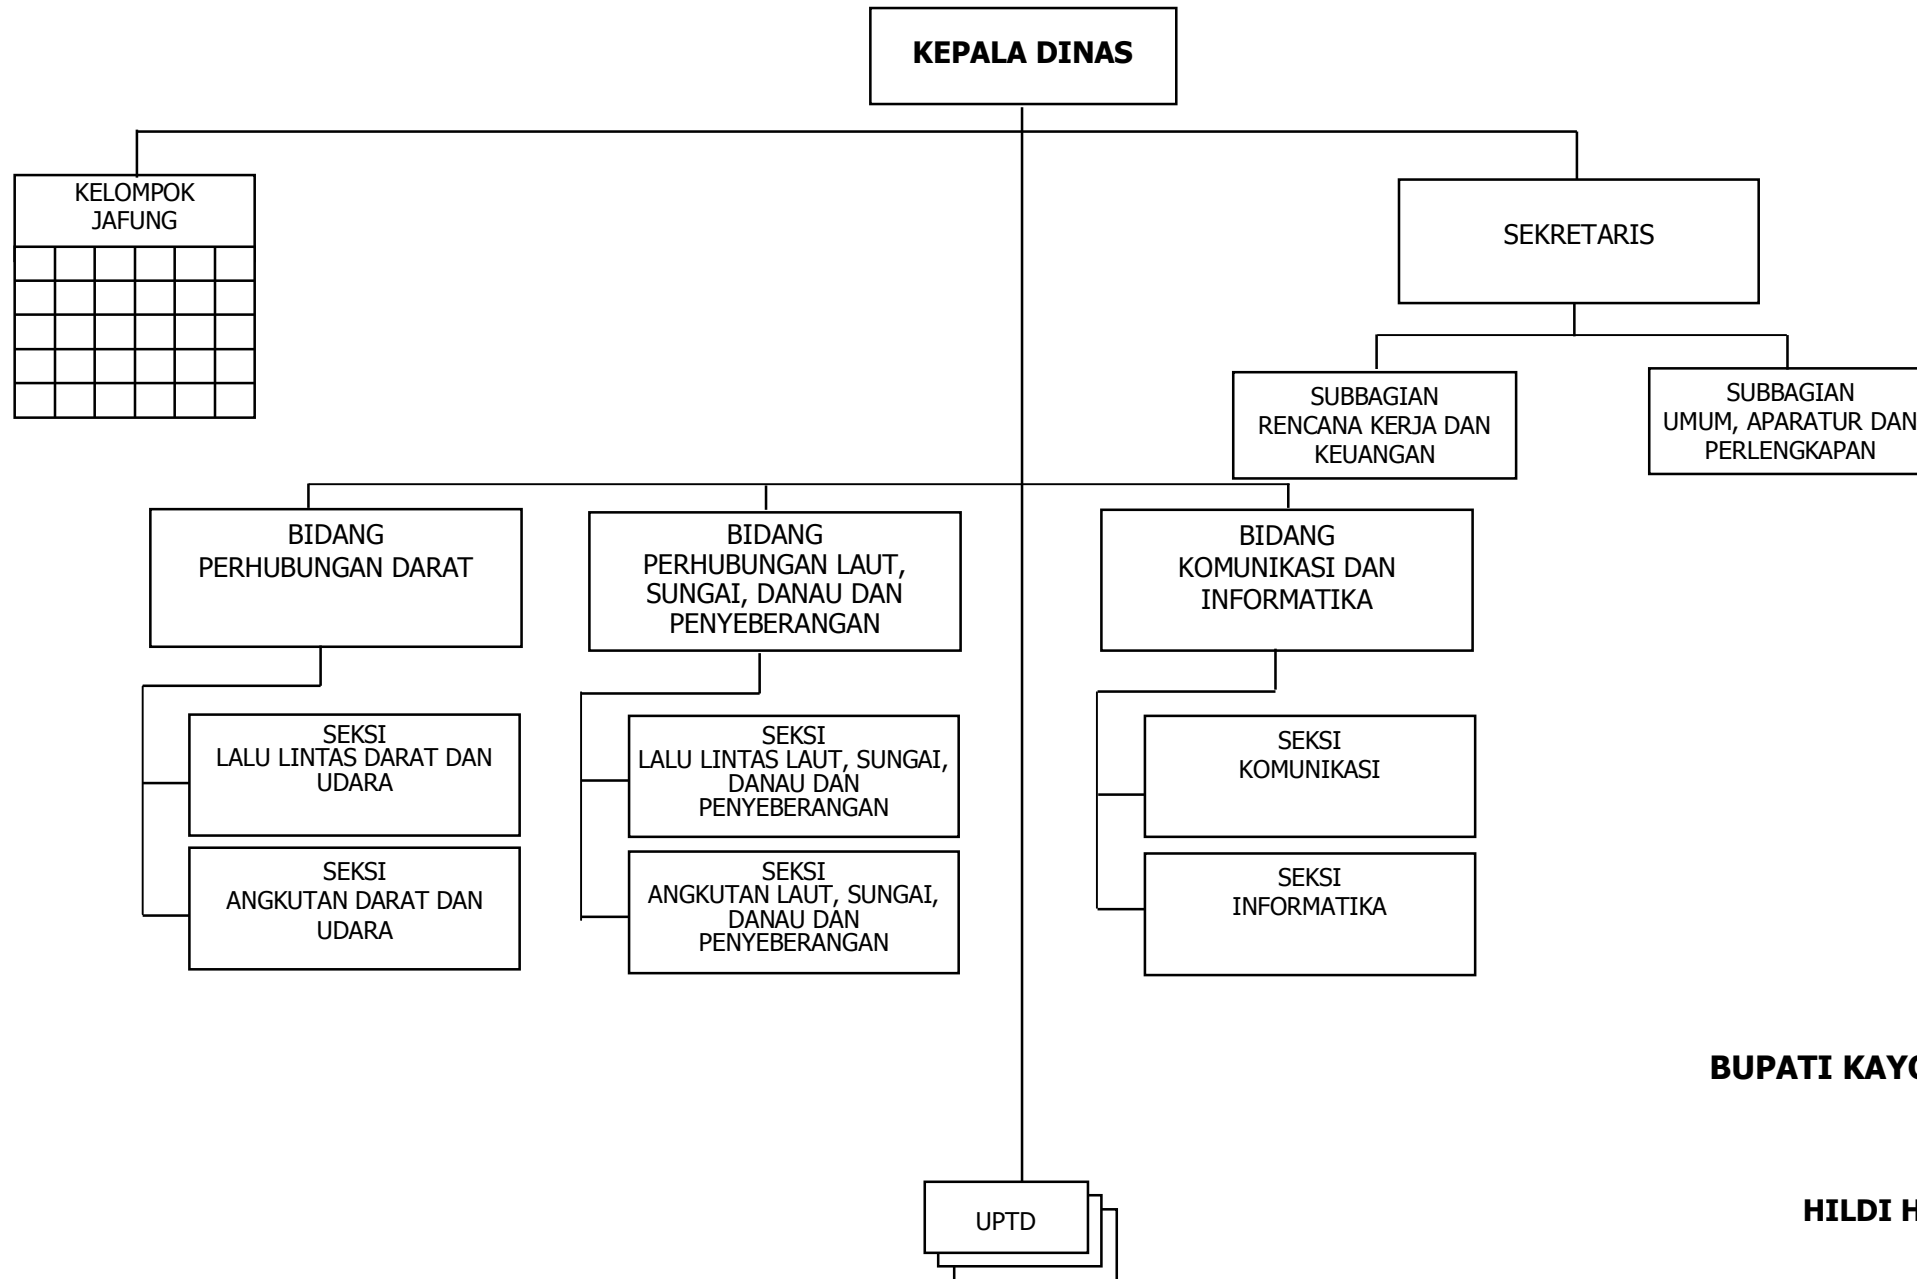 KEPALA DINAS
KELOMPOK
JAFUNG
SEKRETARIS
SUBBAGIAN
RENCANA KERJA DAN
KEUANGAN
SUBBAGIAN
UMUM, APARATUR DAN
PERLENGKAPAN
BIDANG
PERHUBUNGAN DARAT
BIDANG
PERHUBUNGAN LAUT,
SUNGAI, DANAU DAN
PENYEBERANGAN
BIDANG
KOMUNIKASI DAN
INFORMATIKA
SEKSI
LALU LINTAS DARAT DAN
UDARA
SEKSI
LALU LINTAS LAUT, SUNGAI,
DANAU DAN
PENYEBERANGAN
SEKSI
KOMUNIKASI
SEKSI
ANGKUTAN DARAT DAN
UDARA
SEKSI
ANGKUTAN LAUT, SUNGAI,
DANAU DAN
PENYEBERANGAN
SEKSI
INFORMATIKA
BUPATI
HILDI
UPTD